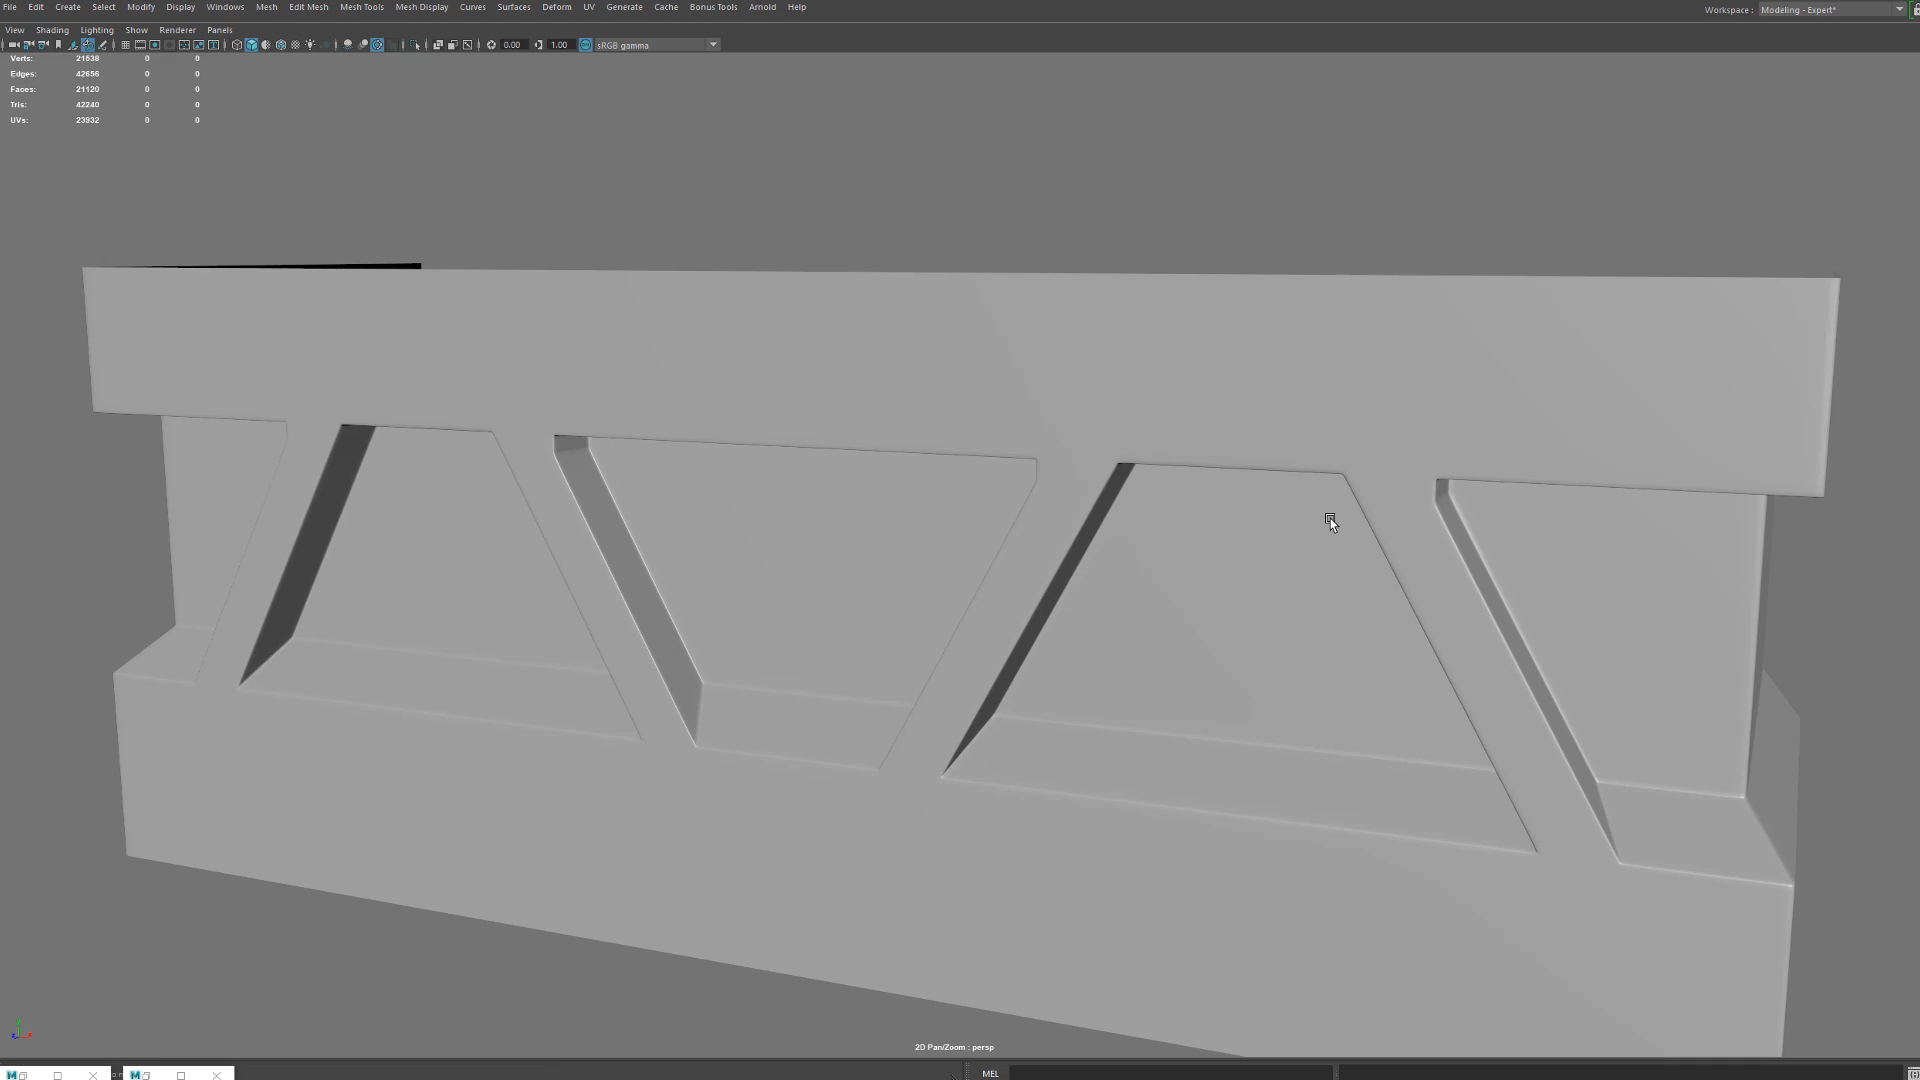 File Edit Create Select Modify Display Windows Mesh Edit Mesh Mesh Tools Mesh Display Curves Surfaces Deform UV Generate Cache Bonus Tools Arnold Help
Workspace : Modeling - Expert*
View Shading Lighting Show Renderer Panels
0.00 1.00 sRGB gamma
Verts: 21538 0 0
Edges: 42656 0 0
Faces: 21120 0 0
Tris: 42240 0 0
UVs: 23932 0 0
2D Pan/Zoom : persp
MEL